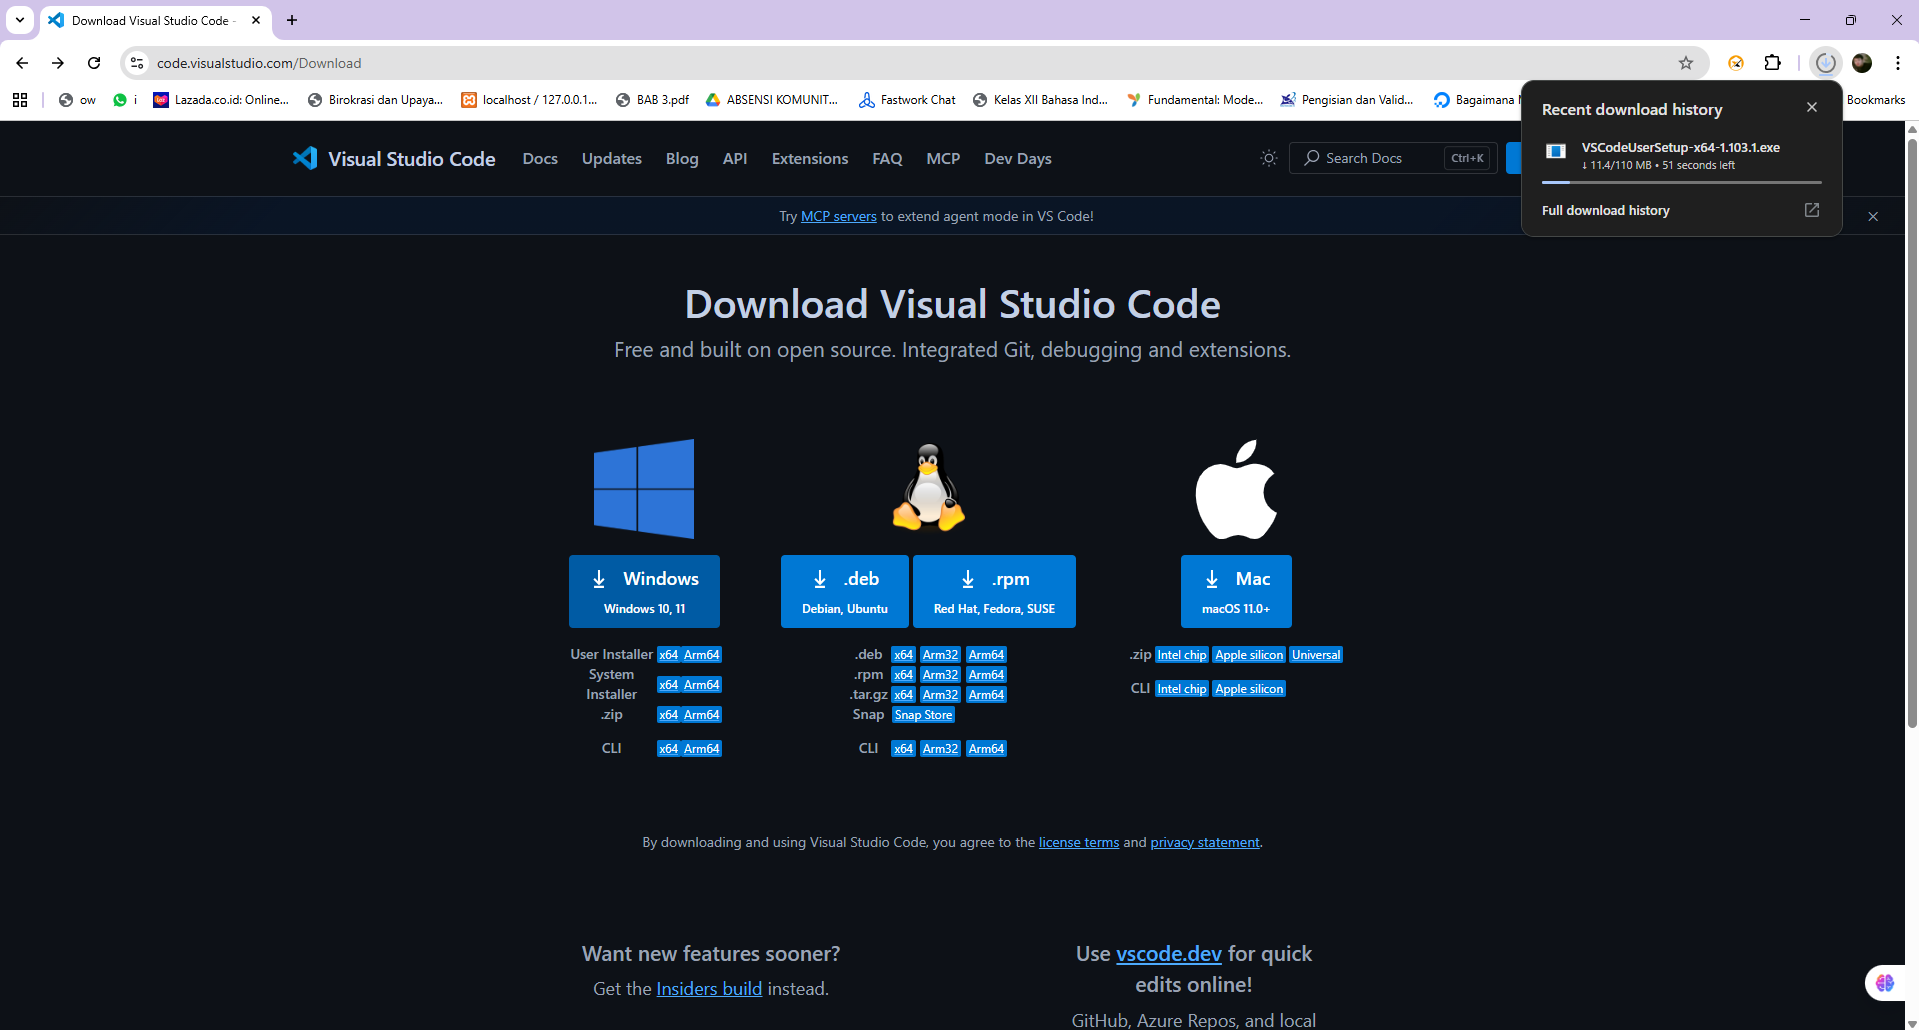 Download Visual Studio Code -
code.visualstudio.com/Download
ow
i
Lazada.co.id: Online...
Birokrasi dan Upaya...
localhost / 127.0.0.1...
BAB 3.pdf
ABSENSI KOMUNIT...
Fastwork Chat
Kelas XII Bahasa Ind...
Fundamental: Mode...
Pengisian dan Valid...
Bagaimana
Bookmarks
Recent download history
VSCodeUserSetup-x64-1.103.1.exe
↓ 11.4/110 MB • 51 seconds left
Full download history
Visual Studio Code
Docs
Updates
Blog
API
Extensions
FAQ
MCP
Dev Days
Search Docs
Ctrl+K
Try MCP servers to extend agent mode in VS Code!
Download Visual Studio Code
Free and built on open source. Integrated Git, debugging and extensions.
Windows
Windows 10, 11
User Installer x64 Arm64
System
Installer x64 Arm64
.zip x64 Arm64
CLI x64 Arm64
.deb
Debian, Ubuntu
.rpm
Red Hat, Fedora, SUSE
.deb x64 Arm32 Arm64
.rpm x64 Arm32 Arm64
.tar.gz x64 Arm32 Arm64
Snap Snap Store
CLI x64 Arm32 Arm64
Mac
macOS 11.0+
.zip Intel chip Apple silicon Universal
CLI Intel chip Apple silicon
By downloading and using Visual Studio Code, you agree to the license terms and privacy statement.
Want new features sooner?
Get the Insiders build instead.
Use vscode.dev for quick
edits online!
GitHub, Azure Repos, and local